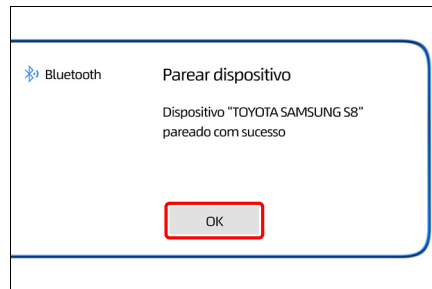 Bluetooth
Parear dispositivo
Dispositivo "TOYOTA SAMSUNG S8"
pareado com sucesso
OK